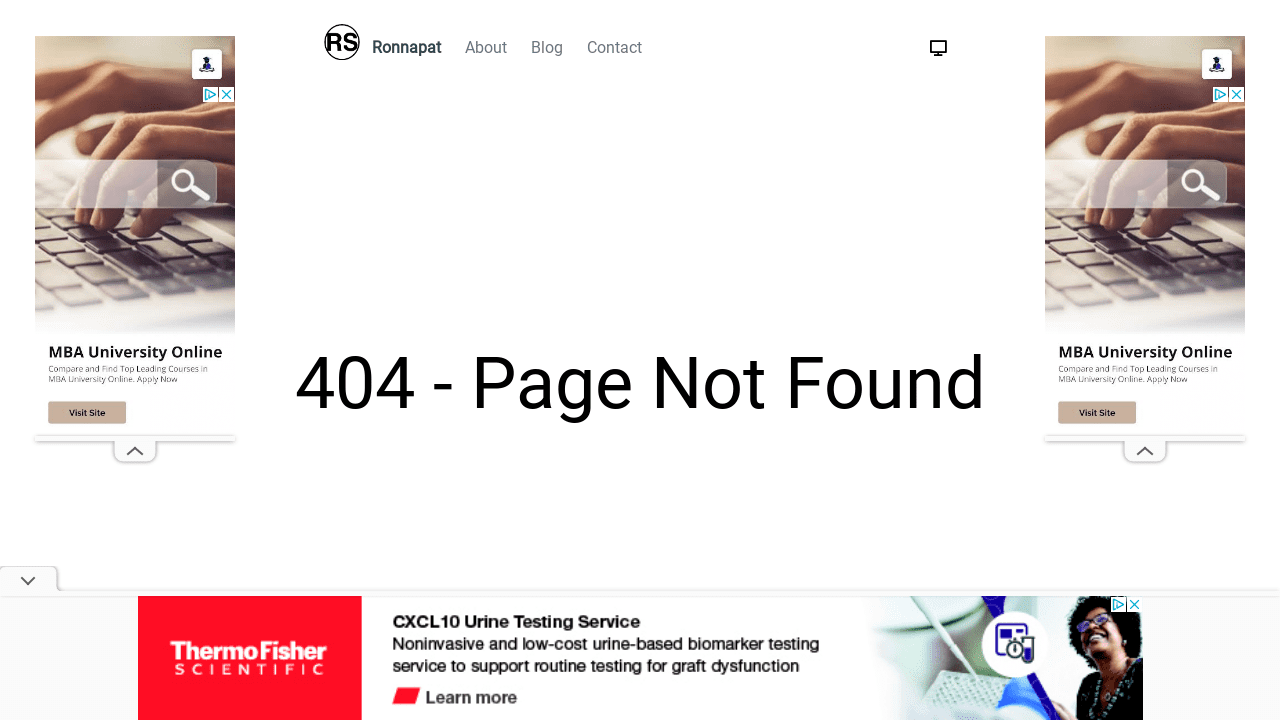 RS Ronnapat About Blog Contact
MBA University Online
Compare and Find Top Leading Courses in
MBA University Online. Apply Now
Visit Site
404 - Page Not Found
MBA University Online
Compare and Find Top Leading Courses in
MBA University Online. Apply Now
Visit Site
ThermoFisher
SCIENTIFIC
CXCL10 Urine Testing Service
Noninvasive and low-cost urine-based biomarker testing
service to support routine testing for graft dysfunction
Learn more